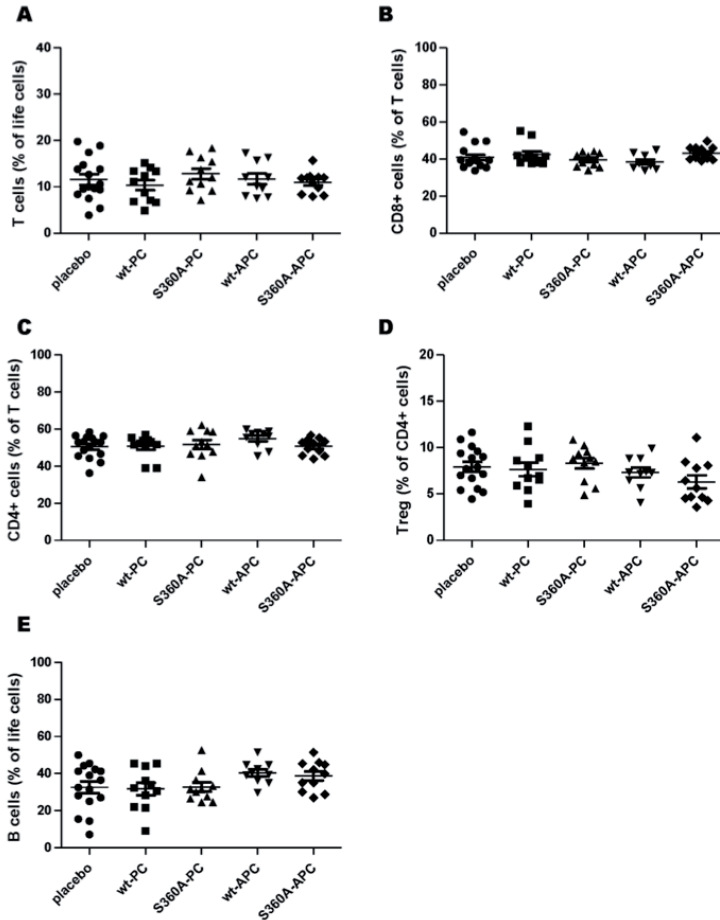 A
T cells (% of life cells)
40
30
20
10
0
placebo
wt-PC
S360A-PC
wt-APC
S360A-APC
B
CD8+ cells (% of T cells)
100
80
60
40
20
0
placebo
wt-PC
S360A-PC
wt-APC
S360A-APC
C
CD4+ cells (% of T cells)
100
80
60
40
20
0
placebo
wt-PC
S360A-PC
wt-APC
S360A-APC
D
Treg (% of CD4+ cells)
20
15
10
5
0
placebo
wt-PC
S360A-PC
wt-APC
S360A-APC
E
B cells (% of life cells)
100
80
60
40
20
0
placebo
wt-PC
S360A-PC
wt-APC
S360A-APC